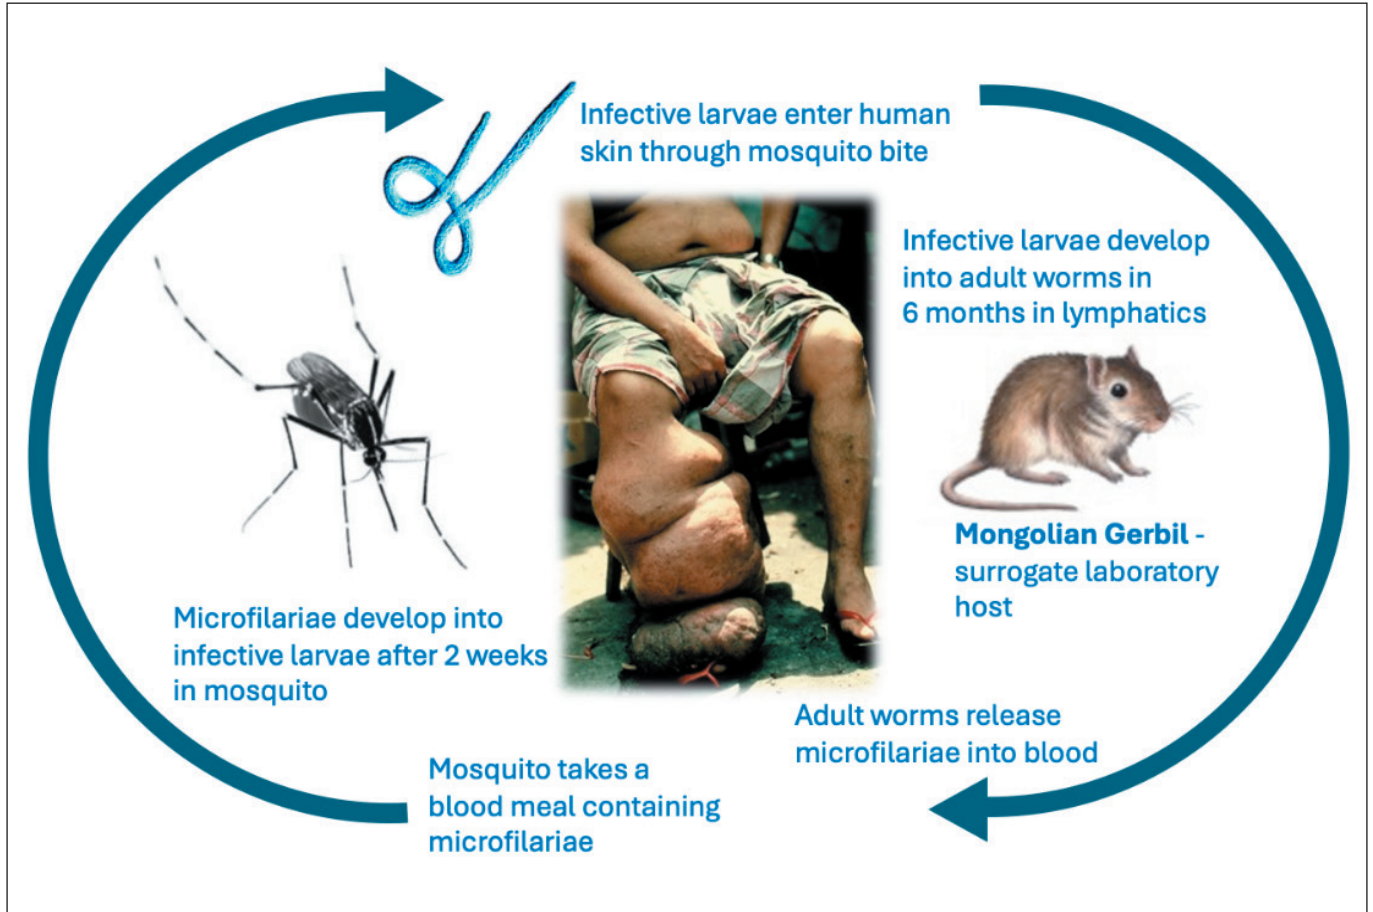 Infective larvae enter human
skin through mosquito bite
Infective larvae develop
into adult worms in
6 months in lymphatics
Mongolian Gerbil -
surrogate laboratory
host
Adult worms release
microfilariae into blood
Mosquito takes a
blood meal containing
microfilariae
Microfilariae develop into
infective larvae after 2 weeks
in mosquito